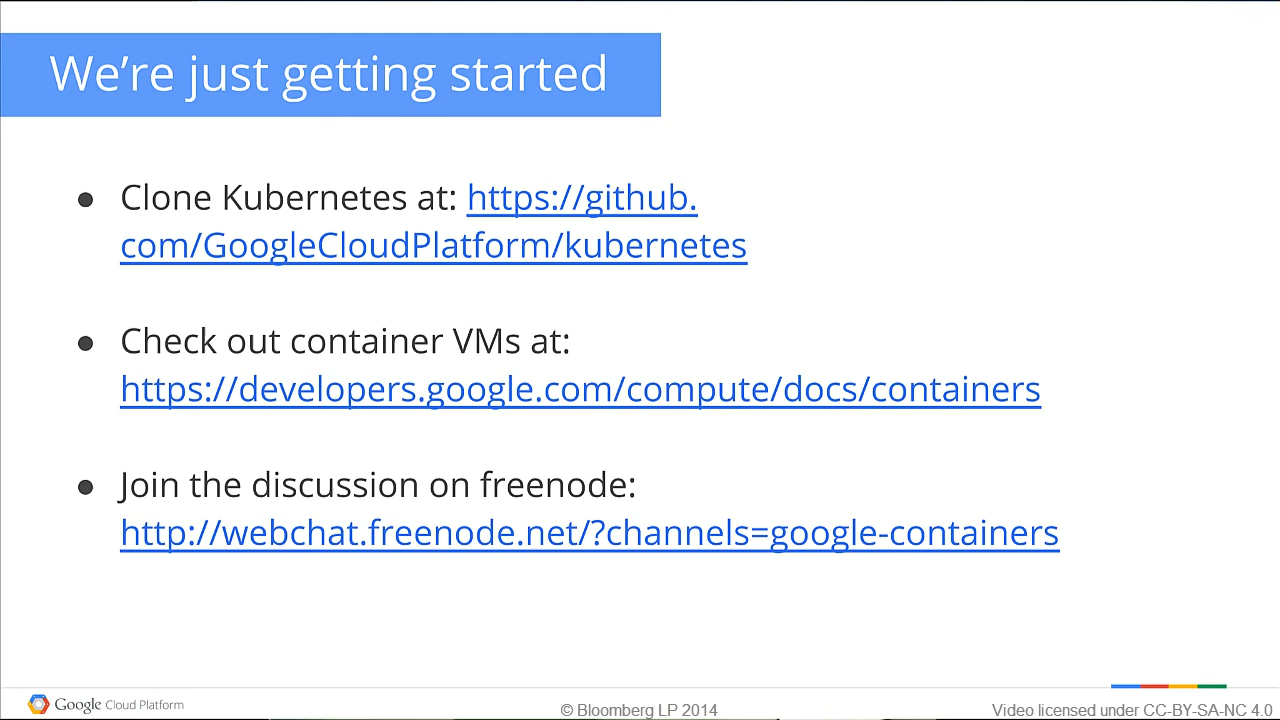 We’re just getting started
● Clone Kubernetes at: https://github.
com/GoogleCloudPlatform/kubernetes
● Check out container VMs at:
https://developers.google.com/compute/docs/containers
● Join the discussion on freenode:
http://webchat.freenode.net/?channels=google-containers
Google Cloud Platform
© Bloomberg LP 2014
Video licensed under CC-BY-SA-NC 4.0